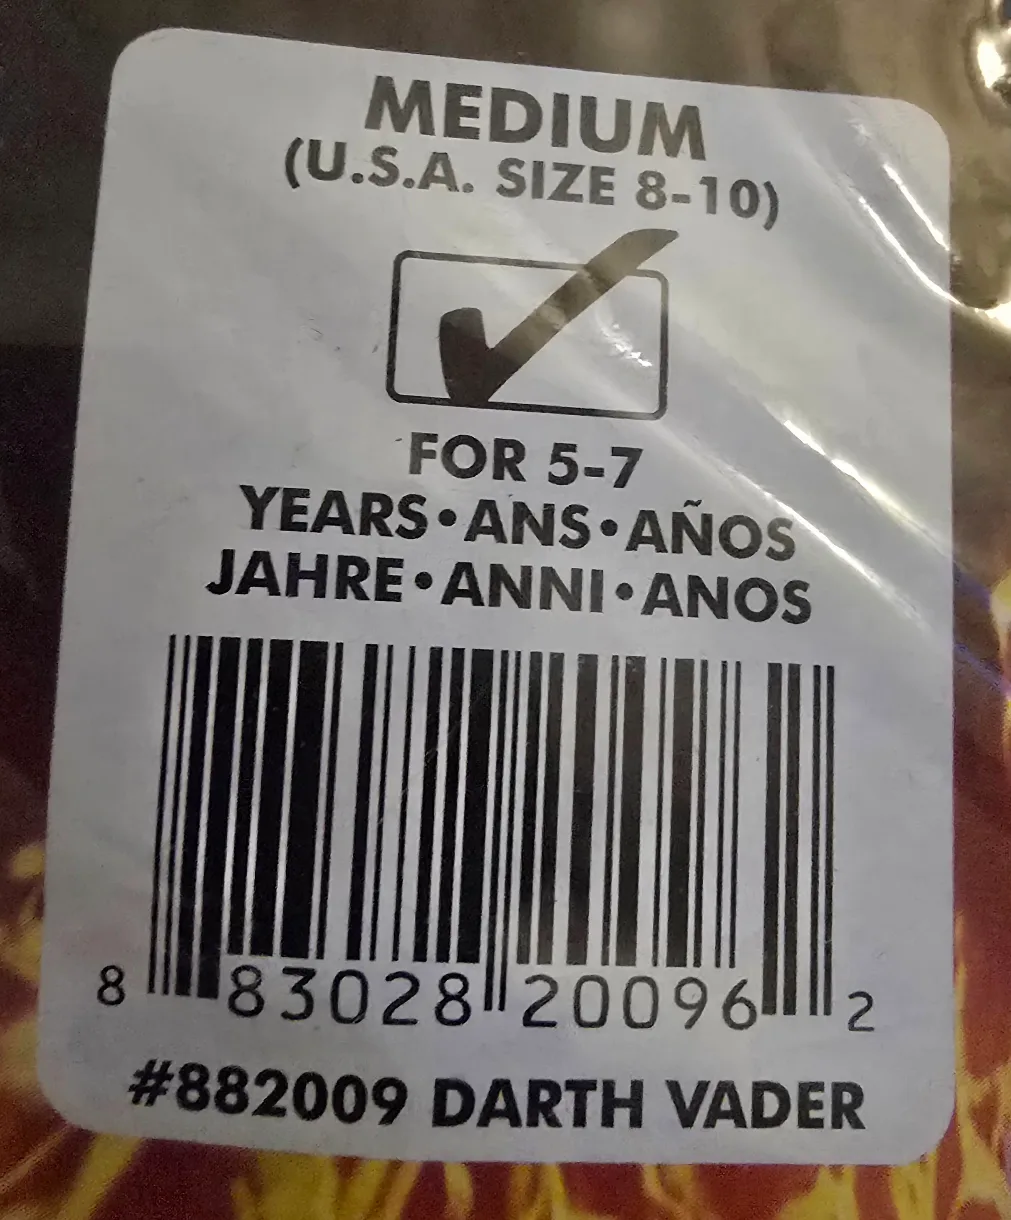 MEDIUM
(U.S.A. SIZE 8-10)
FOR 5-7
YEARS•ANS•AÑOS
JAHRE•ANNI•ANOS
8 83028 20096 2
#882009 DARTH VADER